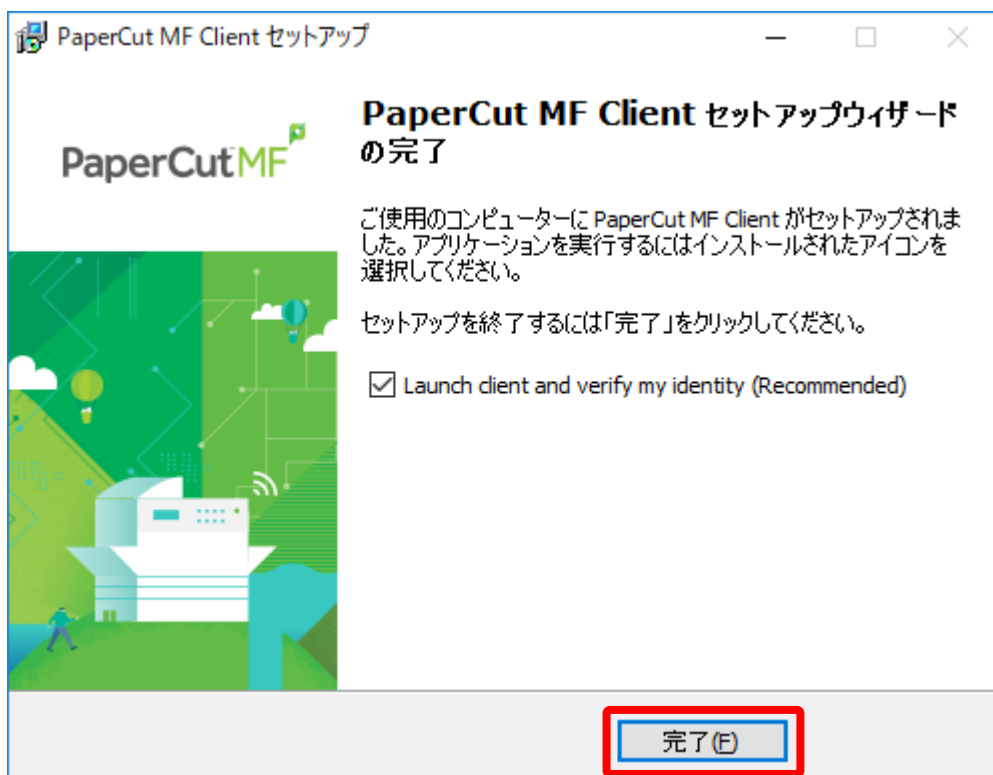 PaperCut MF Client セットアップ
PaperCut MF
PaperCut MF Client セットアップウィザード
の完了
ご使用のコンピューターに PaperCut MF Client がセットアップされま
した。アプリケーションを実行するにはインストールされたアイコンを
選択してください。
セットアップを終了するには「完了」をクリックしてください。
Launch client and verify my identity (Recommended)
完了(F)